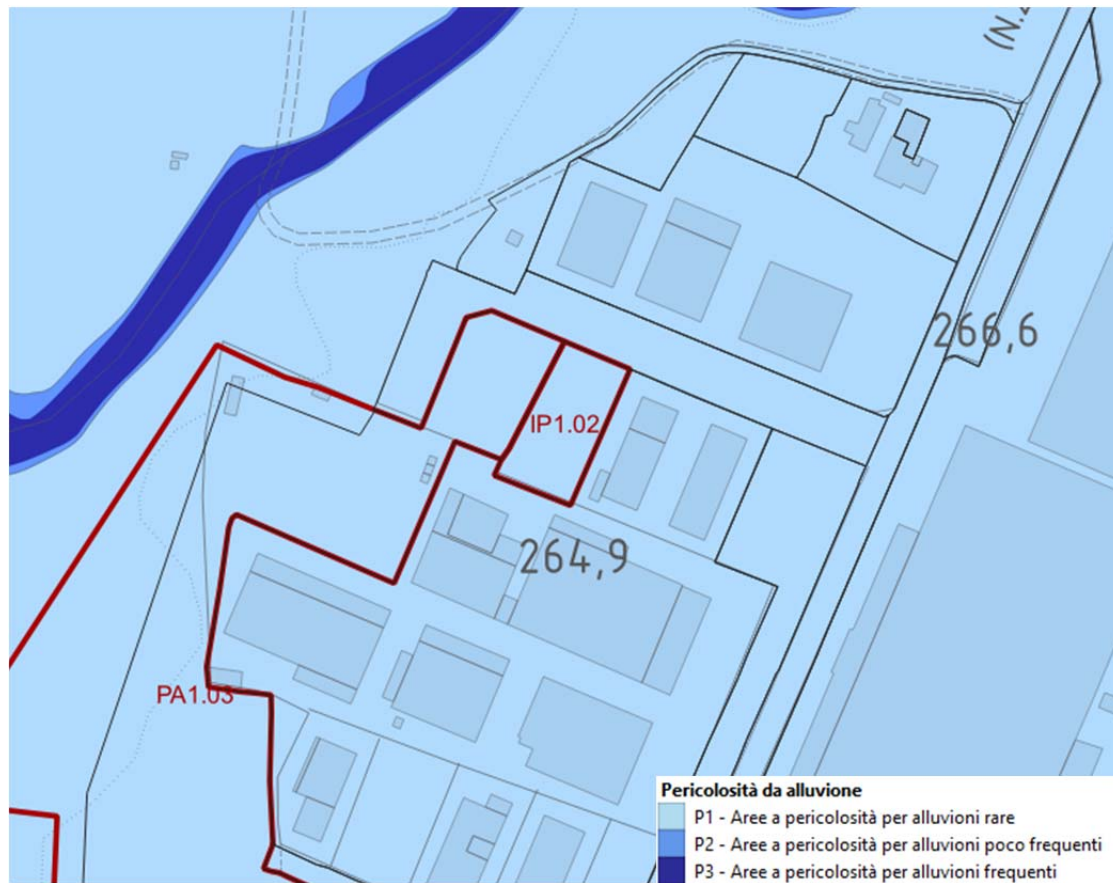 (N.2
266,6
IP1.02
264,9
PA1.03
Pericolosità da alluvione
P1 - Aree a pericolosità per alluvioni rare
P2 - Aree a pericolosità per alluvioni poco frequenti
P3 - Aree a pericolosità per alluvioni frequenti